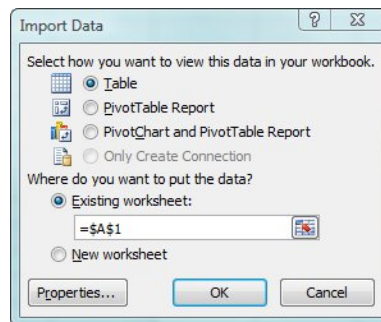 Import Data
Select how you want to view this data in your workbook.
Table
PivotTable Report
PivotChart and PivotTable Report
Only Create Connection
Where do you want to put the data?
Existing worksheet:
=$A$1
New worksheet
Properties... OK Cancel